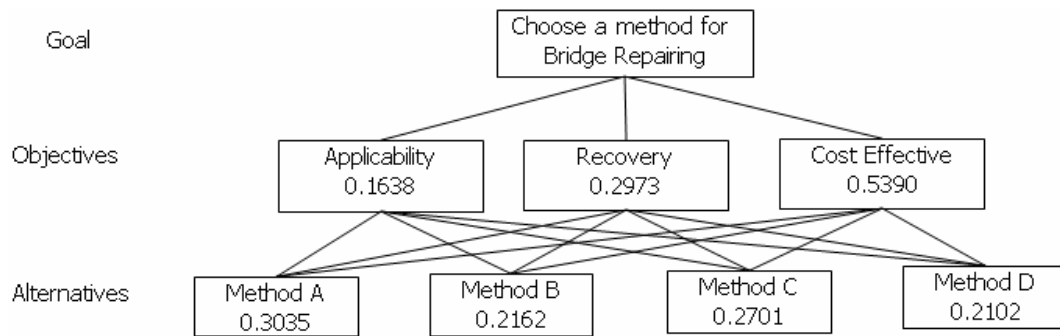 Goal
Choose a method for
Bridge Repairing
Objectives
Applicability
0.1638
Recovery
0.2973
Cost Effective
0.5390
Alternatives
Method A
0.3035
Method B
0.2162
Method C
0.2701
Method D
0.2102